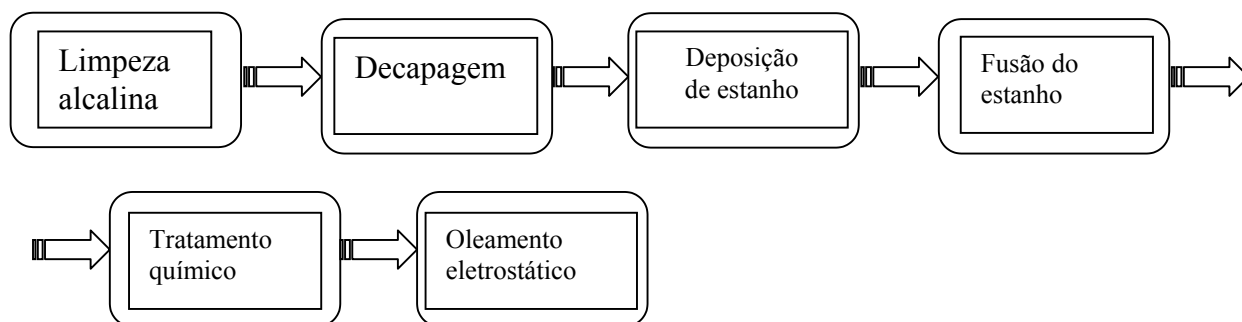 Limpeza
alcalina
Decapagem
Deposição
de estanho
Fusão do
estanho
Tratamento
químico
Oleamento
eletrostático